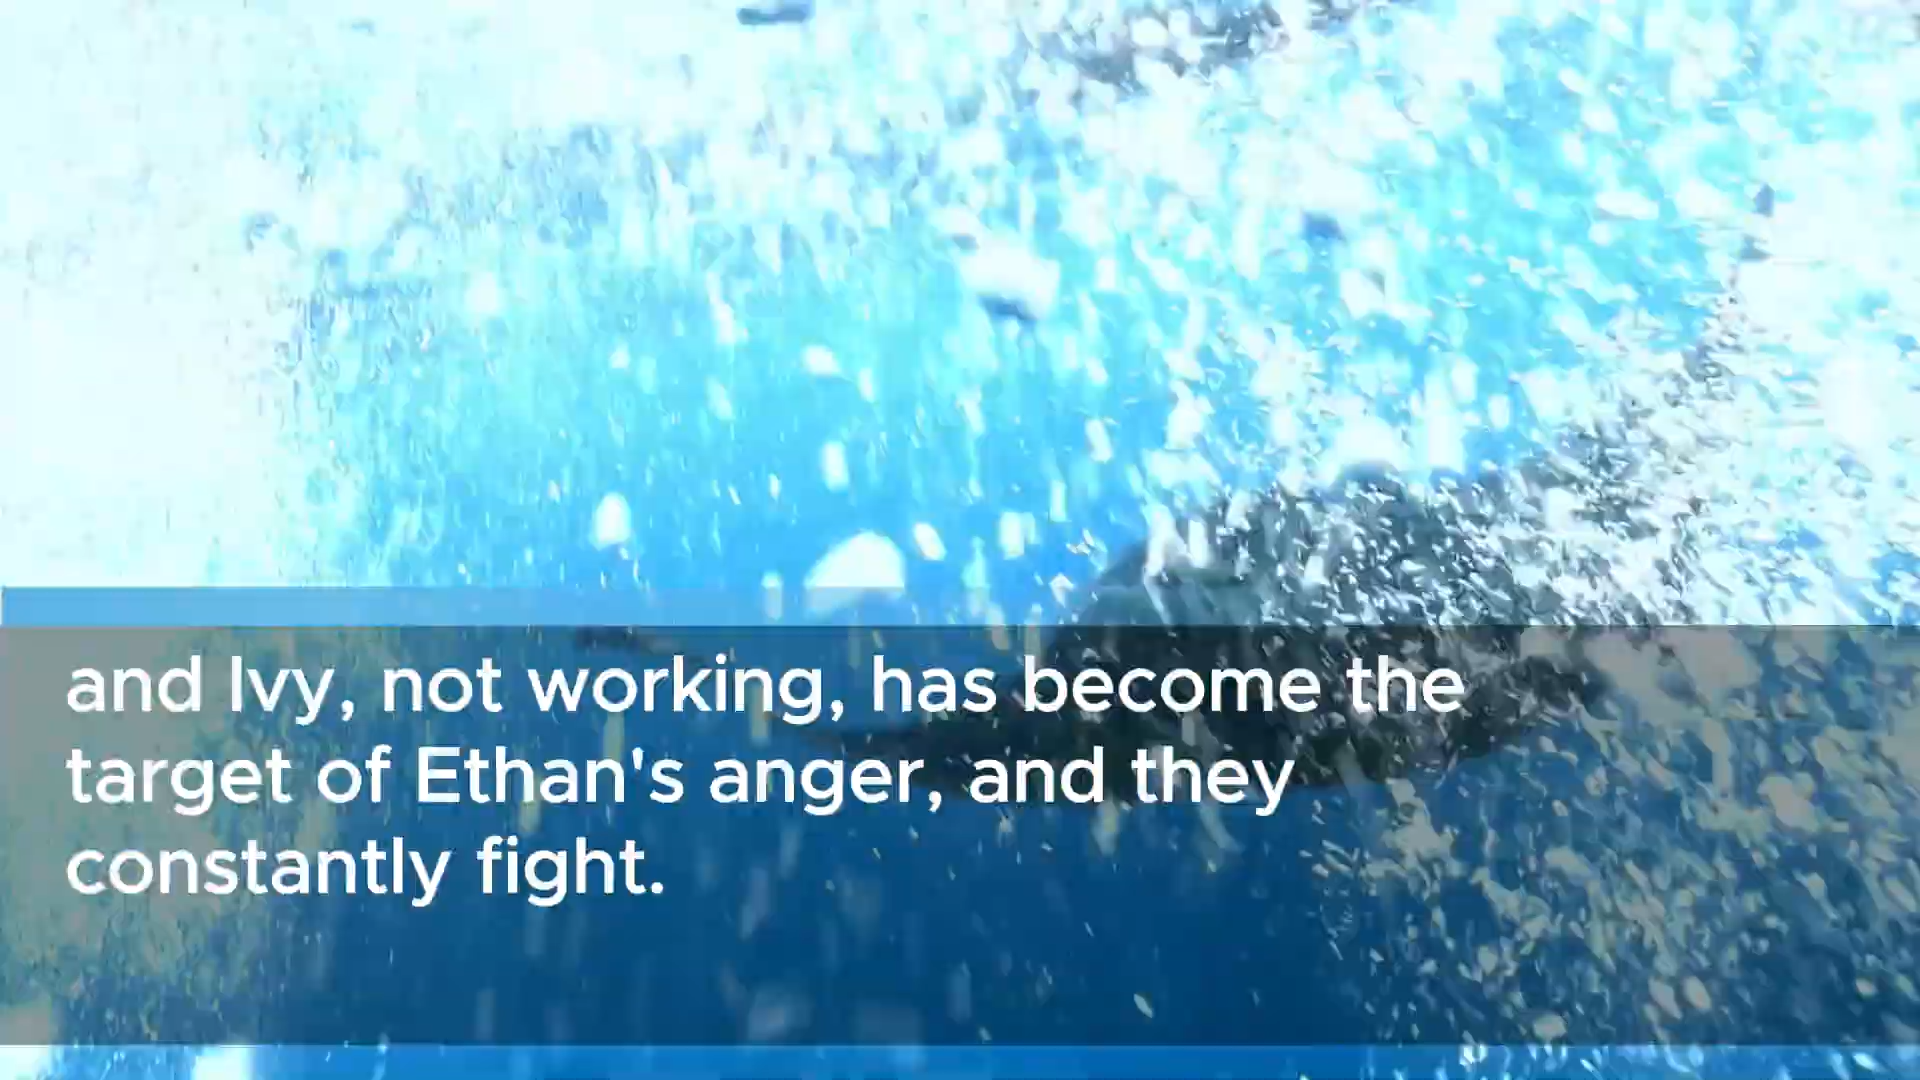 and Ivy, not working, has become the
target of Ethan's anger, and they
constantly fight.